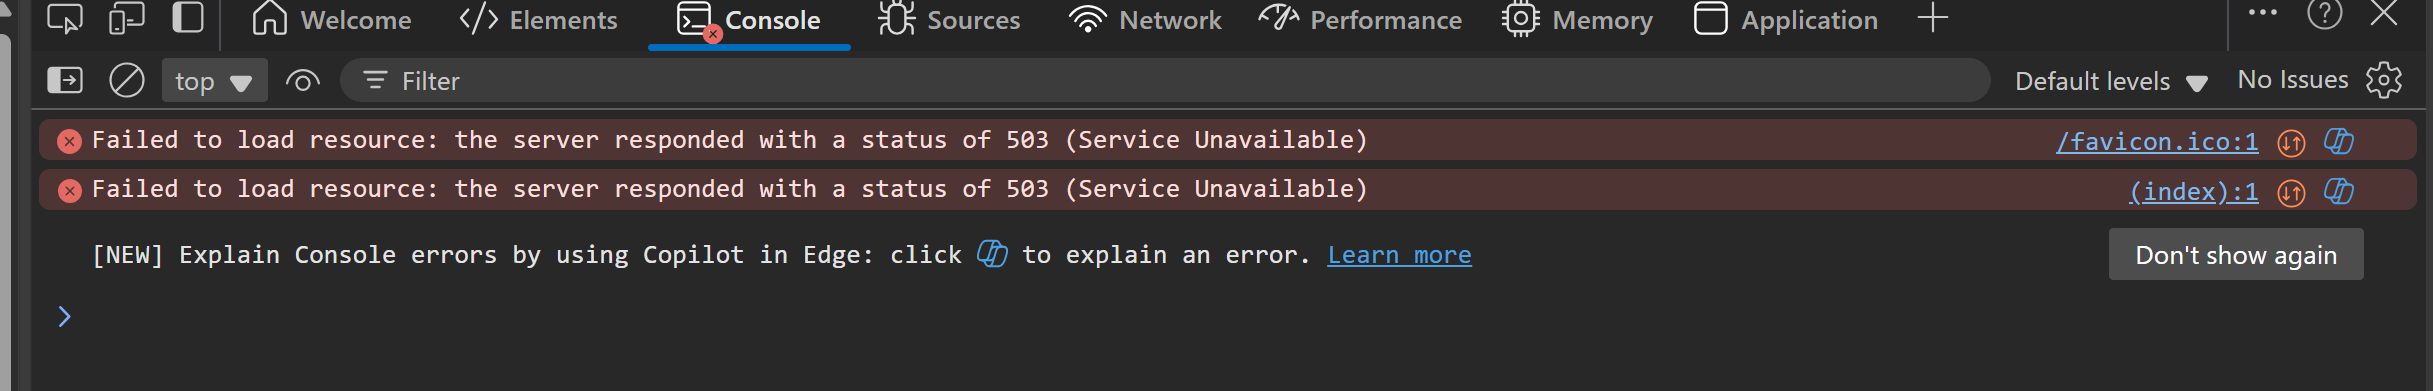 Welcome Elements Console Sources Network Performance Memory Application
top Filter Default levels No Issues
Failed to load resource: the server responded with a status of 503 (Service Unavailable) /favicon.ico:1
Failed to load resource: the server responded with a status of 503 (Service Unavailable) (index):1
[NEW] Explain Console errors by using Copilot in Edge: click to explain an error. Learn more Don't show again